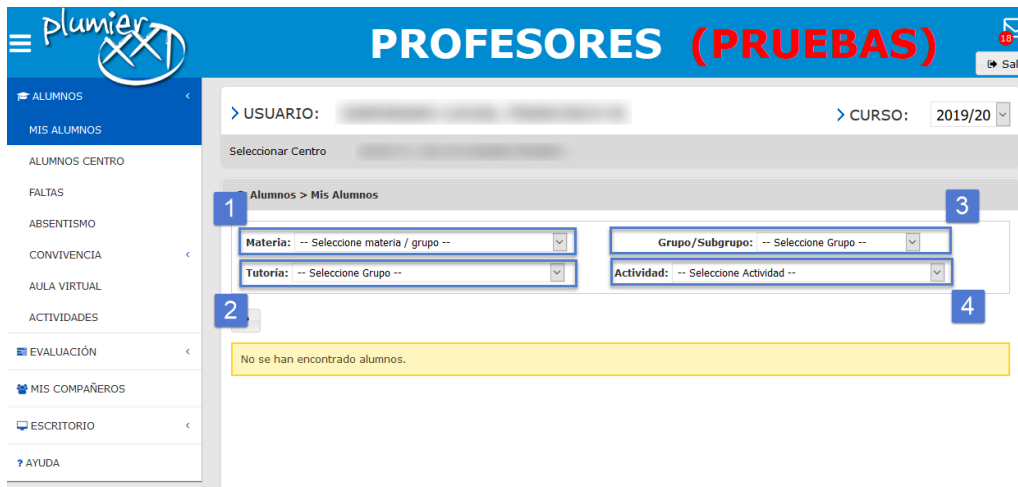 plumier
XXI
PROFESORES (PRUEBAS)
18
Sal
ALUMNOS
MIS ALUMNOS
ALUMNOS CENTRO
FALTAS
ABSENTISMO
CONVIVENCIA
AULA VIRTUAL
ACTIVIDADES
EVALUACIÓN
MIS COMPAÑEROS
ESCRITORIO
? AYUDA
USUARIO:
CURSO: 2019/20
Seleccionar Centro
Alumnos > Mis Alumnos
1
3
Materia: -- Seleccione materia / grupo --
Grupo/Subgrupo: -- Seleccione Grupo --
Tutoría: -- Seleccione Grupo --
Actividad: -- Seleccione Actividad --
2
4
No se han encontrado alumnos.